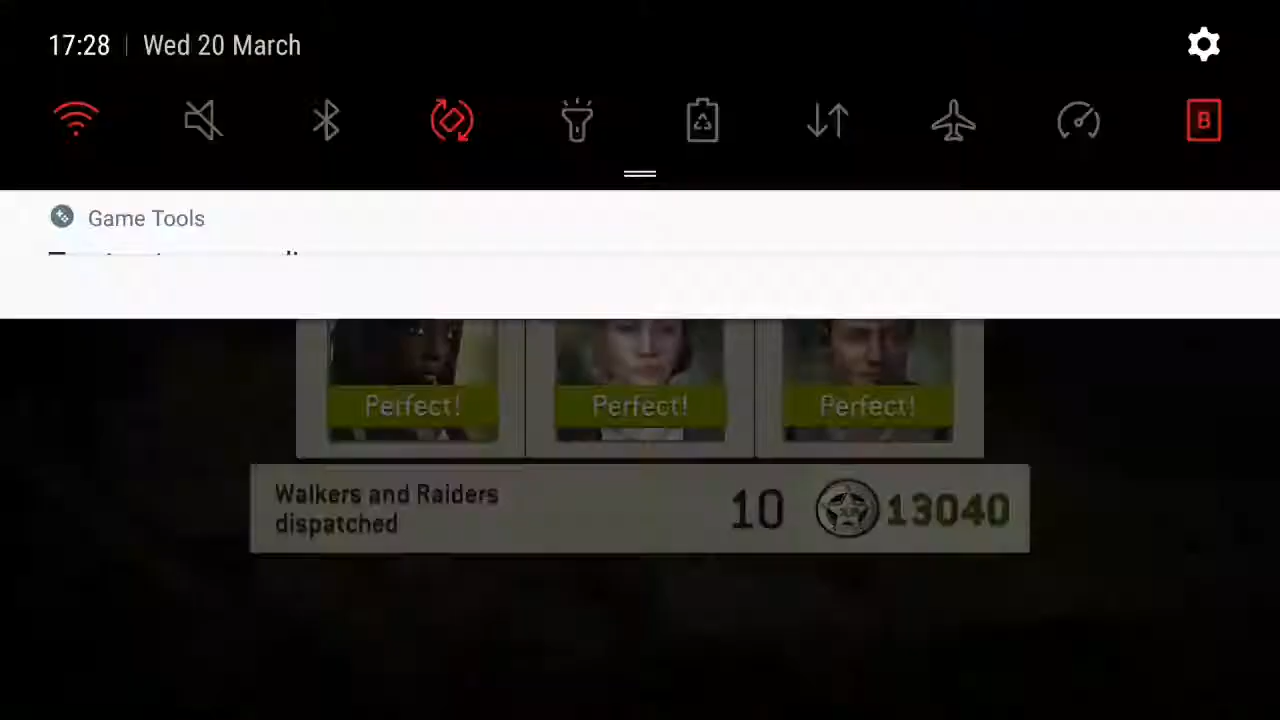 17:28 | Wed 20 March
B
Game Tools
Perfect! Perfect! Perfect!
Walkers and Raiders
dispatched
10 13040